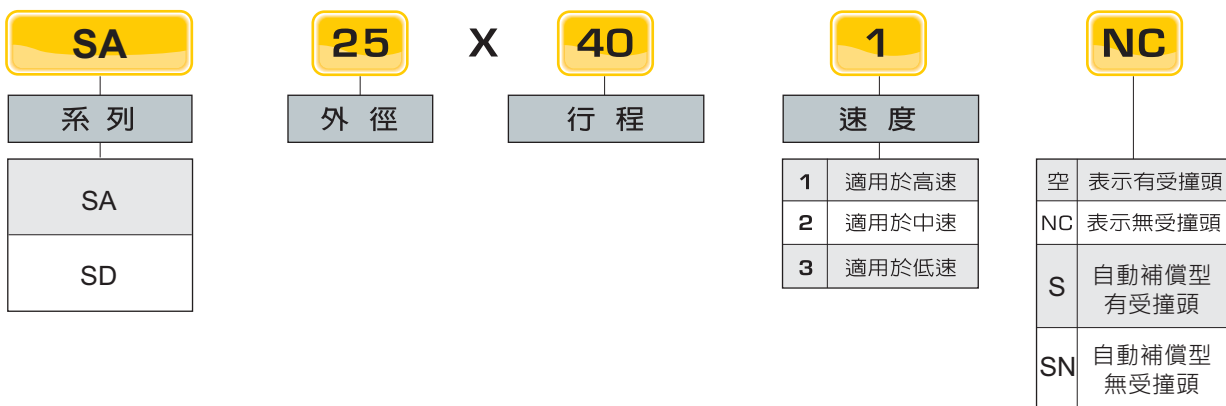 SA 25 X 40 1 NC
系列 外徑 行程 速度
SA
SD
1 適用於高速
2 適用於中速
3 適用於低速
空 表示有受撞頭
NC 表示無受撞頭
S 自動補償型
有受撞頭
SN 自動補償型
無受撞頭